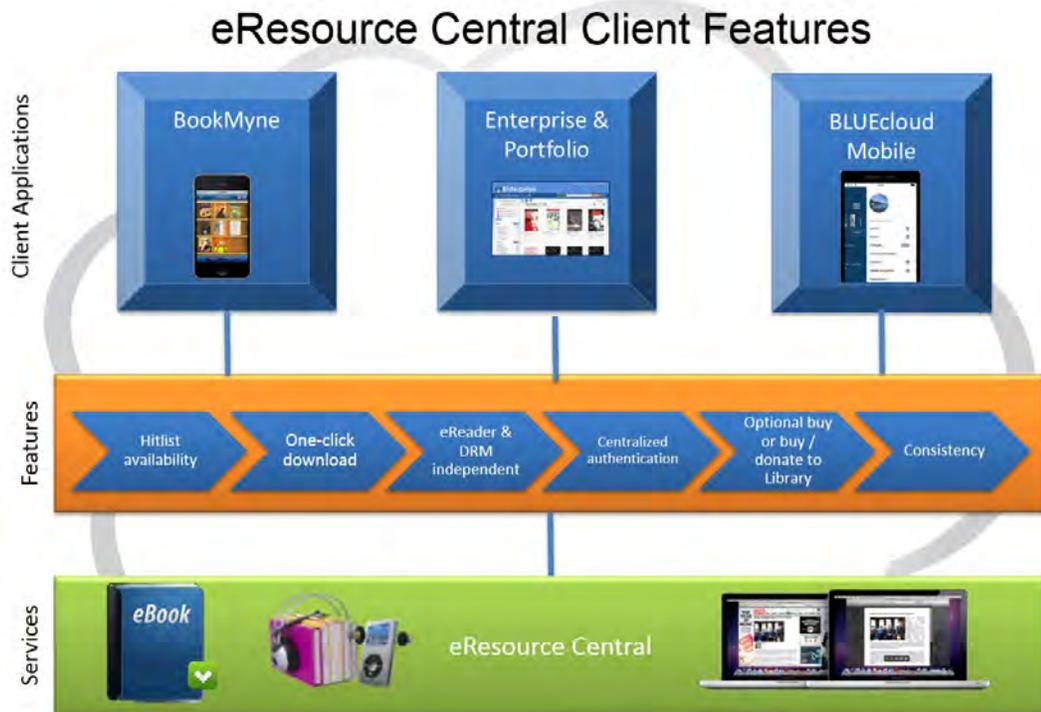 eResource Central Client Features
Client Applications
BookMyne
Enterprise &
Portfolio
Enterprise
BLUEcloud
Mobile
Features
Hitlist
availability
One-click
download
eReader &
DRM
independent
Centralized
authentication
Optional buy
or buy /
donate to
Library
Consistency
Services
eBook
eResource Central